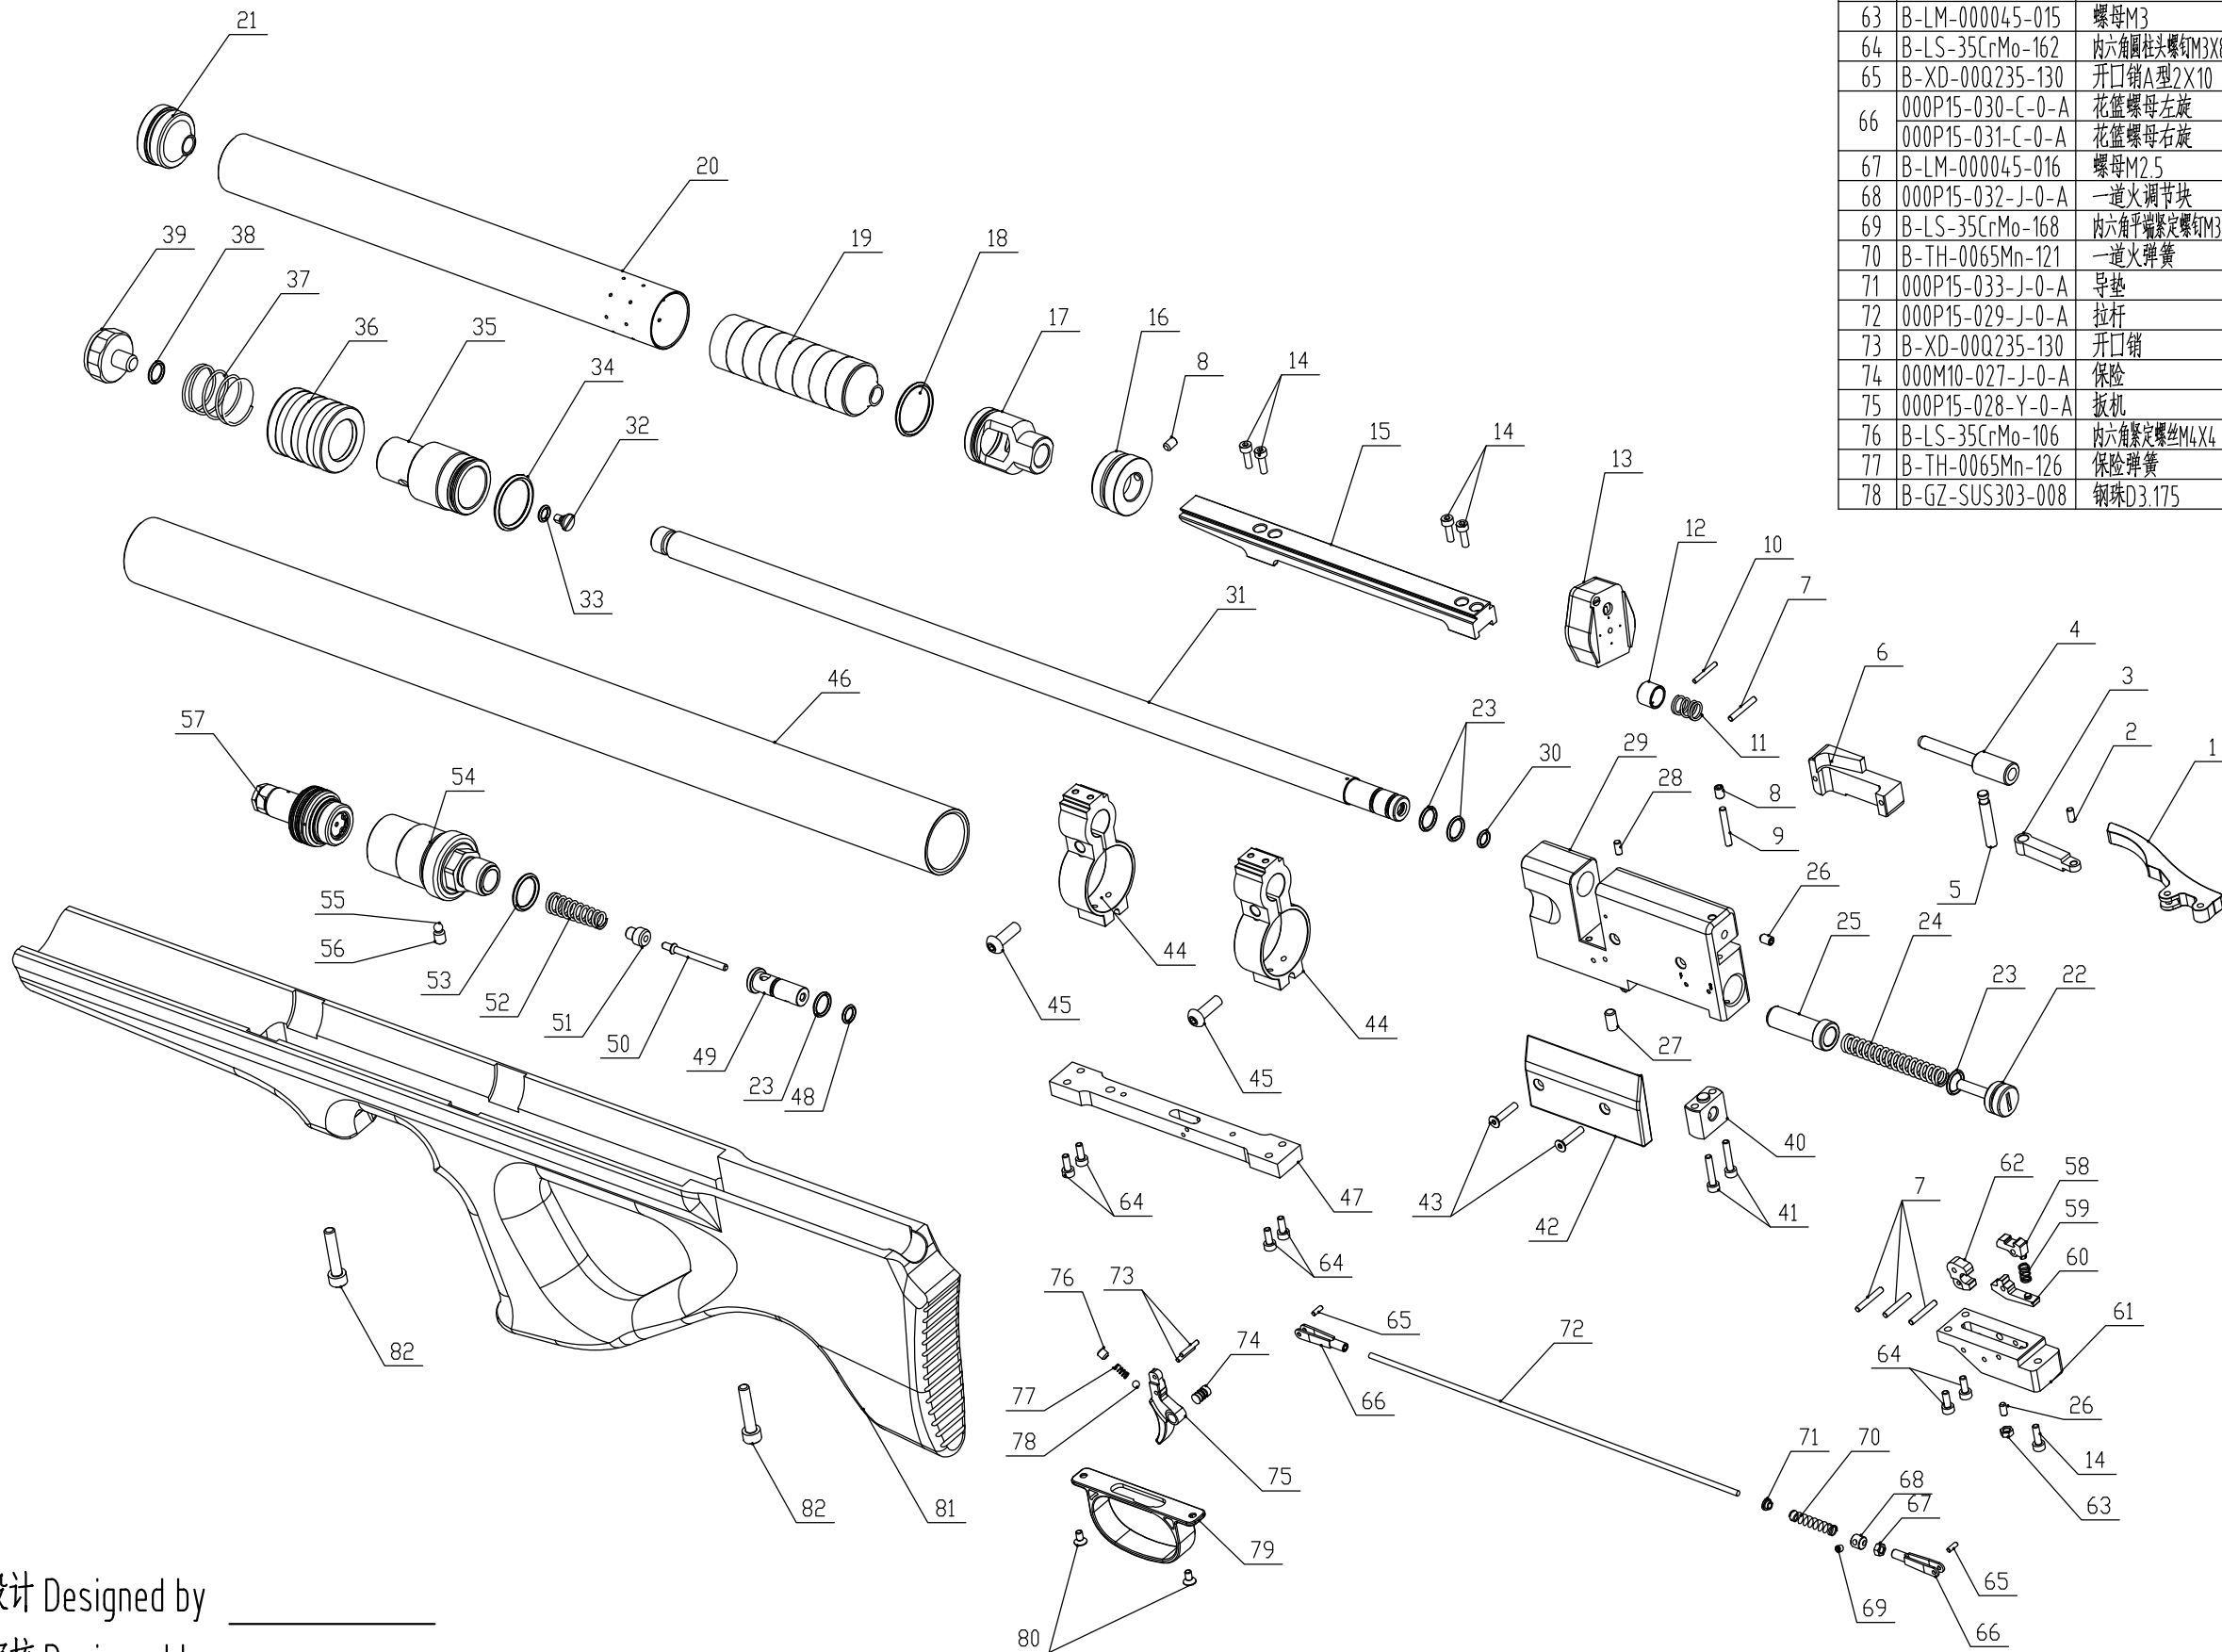 63 B-LM-000045-015 螺母M3
64 B-LS-35CrMo-162 内六角圆柱头螺钉M3X8
65 B-XD-00Q235-130 开口销A型2X10
66 000P15-030-C-0-A 花篮螺母左旋
000P15-031-C-0-A 花篮螺母右旋
67 B-LM-000045-016 螺母M2.5
68 000P15-032-J-0-A 一道火调节块
69 B-LS-35CrMo-168 内六角平端紧定螺钉M3
70 B-TH-0065Mn-121 一道火弹簧
71 000P15-033-J-0-A 导垫
72 000P15-029-J-0-A 拉杆
73 B-XD-00Q235-130 开口销
74 000M10-027-J-0-A 保险
75 000P15-028-Y-0-A 扳机
76 B-LS-35CrMo-106 内六角紧定螺丝M4X4
77 B-TH-0065Mn-126 保险弹簧
78 B-GZ-SUS303-008 钢珠D3.175
21
20
39 38 37 36 35 34 32 33
19 18 17 16 8 14
15 14 13 12 10 7 11
6 4 3 2 1
8 9 5
46 31 23 30 29 28 26
57 54 55 56 53 52 51 50 49 23 48
44 45 44 45
27 25 24 23 22
47 64 64
43 42 41 40
7 62 58 59 60 61
64 26 63 14
82 82 81
76 77 78 73 74 75
79 80
65 66 72 71 70 68 67 69 65 66
设计 Designed by